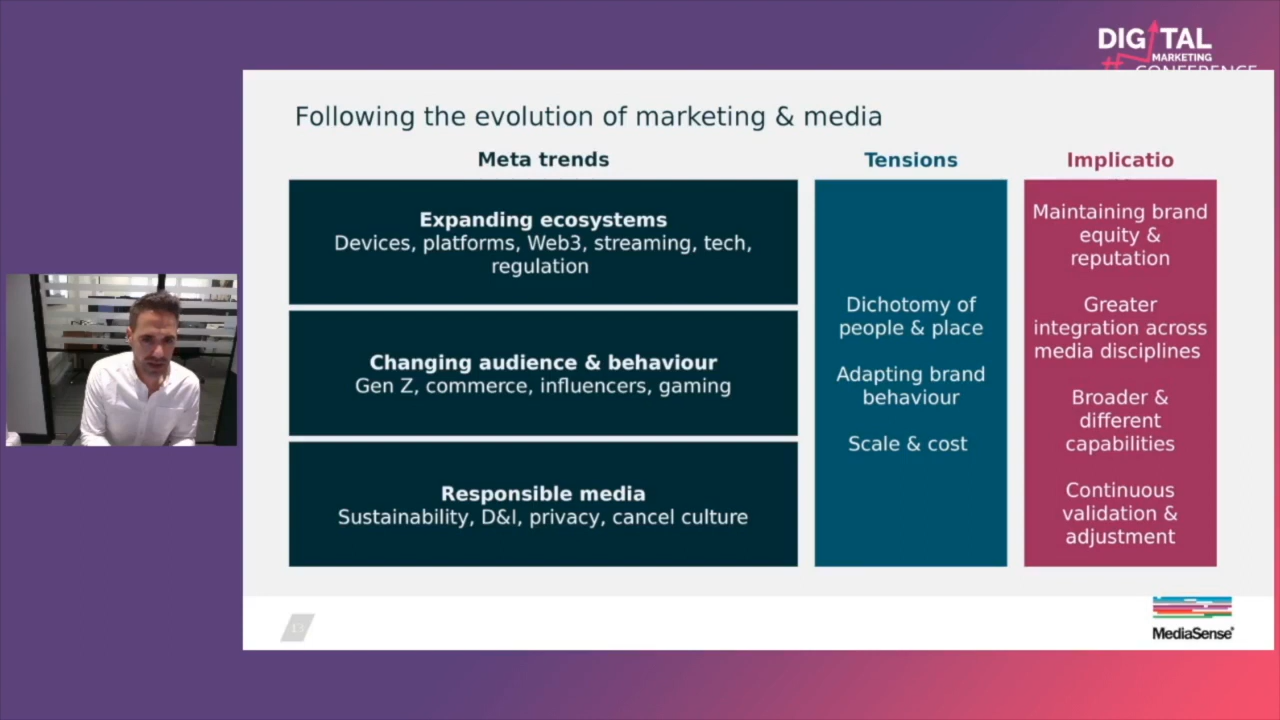 DIGITAL
MARKETING
#CONFERENCE
Following the evolution of marketing & media
Meta trends
Expanding ecosystems
Devices, platforms, Web3, streaming, tech,
regulation
Changing audience & behaviour
Gen Z, commerce, influencers, gaming
Responsible media
Sustainability, D&I, privacy, cancel culture
Tensions
Dichotomy of
people & place
Adapting brand
behaviour
Scale & cost
Implicatio
Maintaining brand
equity &
reputation
Greater
integration across
media disciplines
Broader &
different
capabilities
Continuous
validation &
adjustment
13
MediaSense